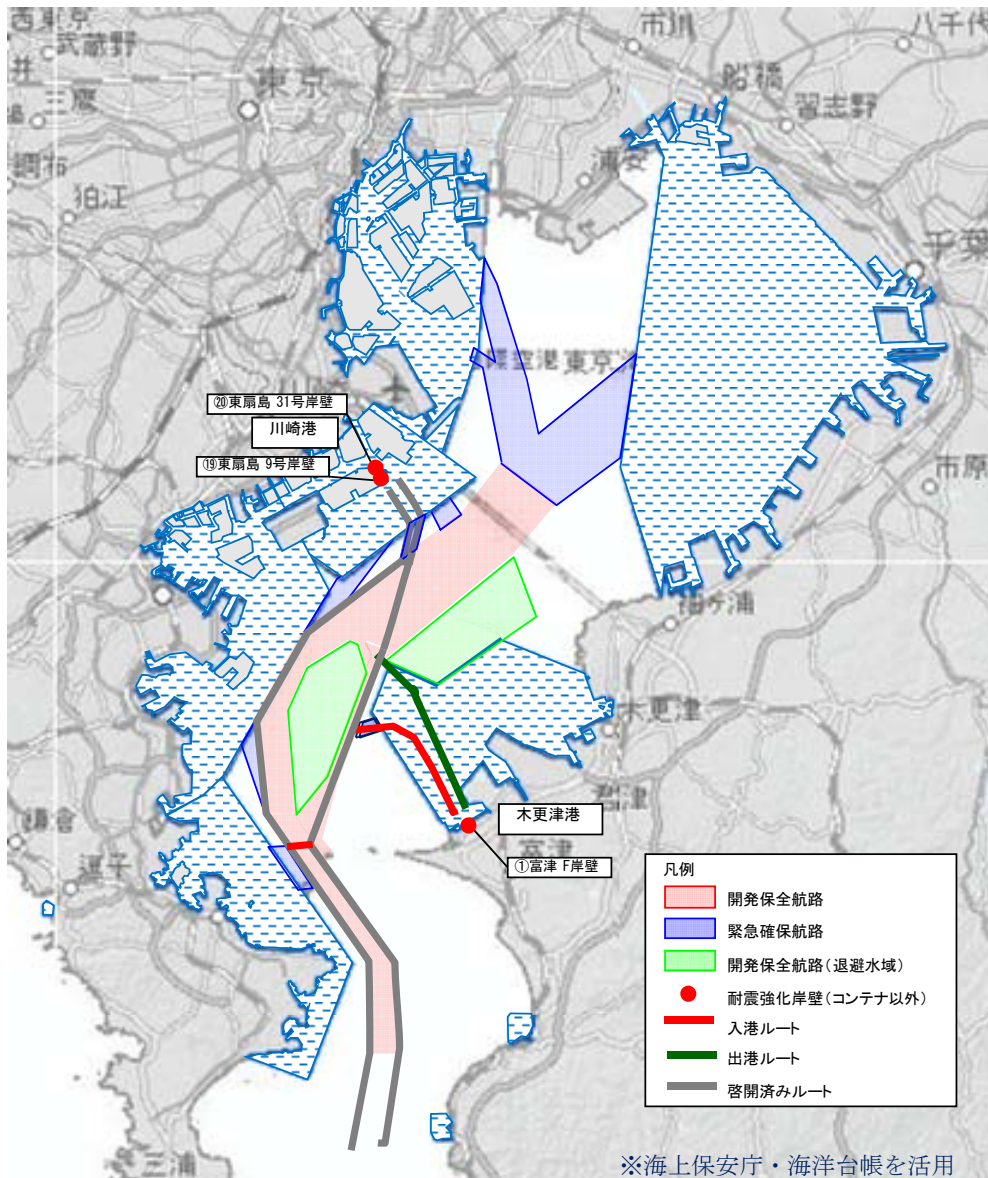 西東京
武蔵野
市川
八千代
井
三鷹
東京
船橋
習志野
調布
浦安
狛江
千葉
東京
⑳東扇島 31号岸壁
川崎港
⑲東扇島 9号岸壁
市原
袖ヶ浦
木更津
君津
木更津港
鎌倉
富津
①富津 F岸壁
逗子
凡例
開発保全航路
緊急確保航路
開発保全航路(退避水域)
耐震強化岸壁(コンテナ以外)
入港ルート
出港ルート
啓開済みルート
三浦
※海上保安庁・海洋台帳を活用